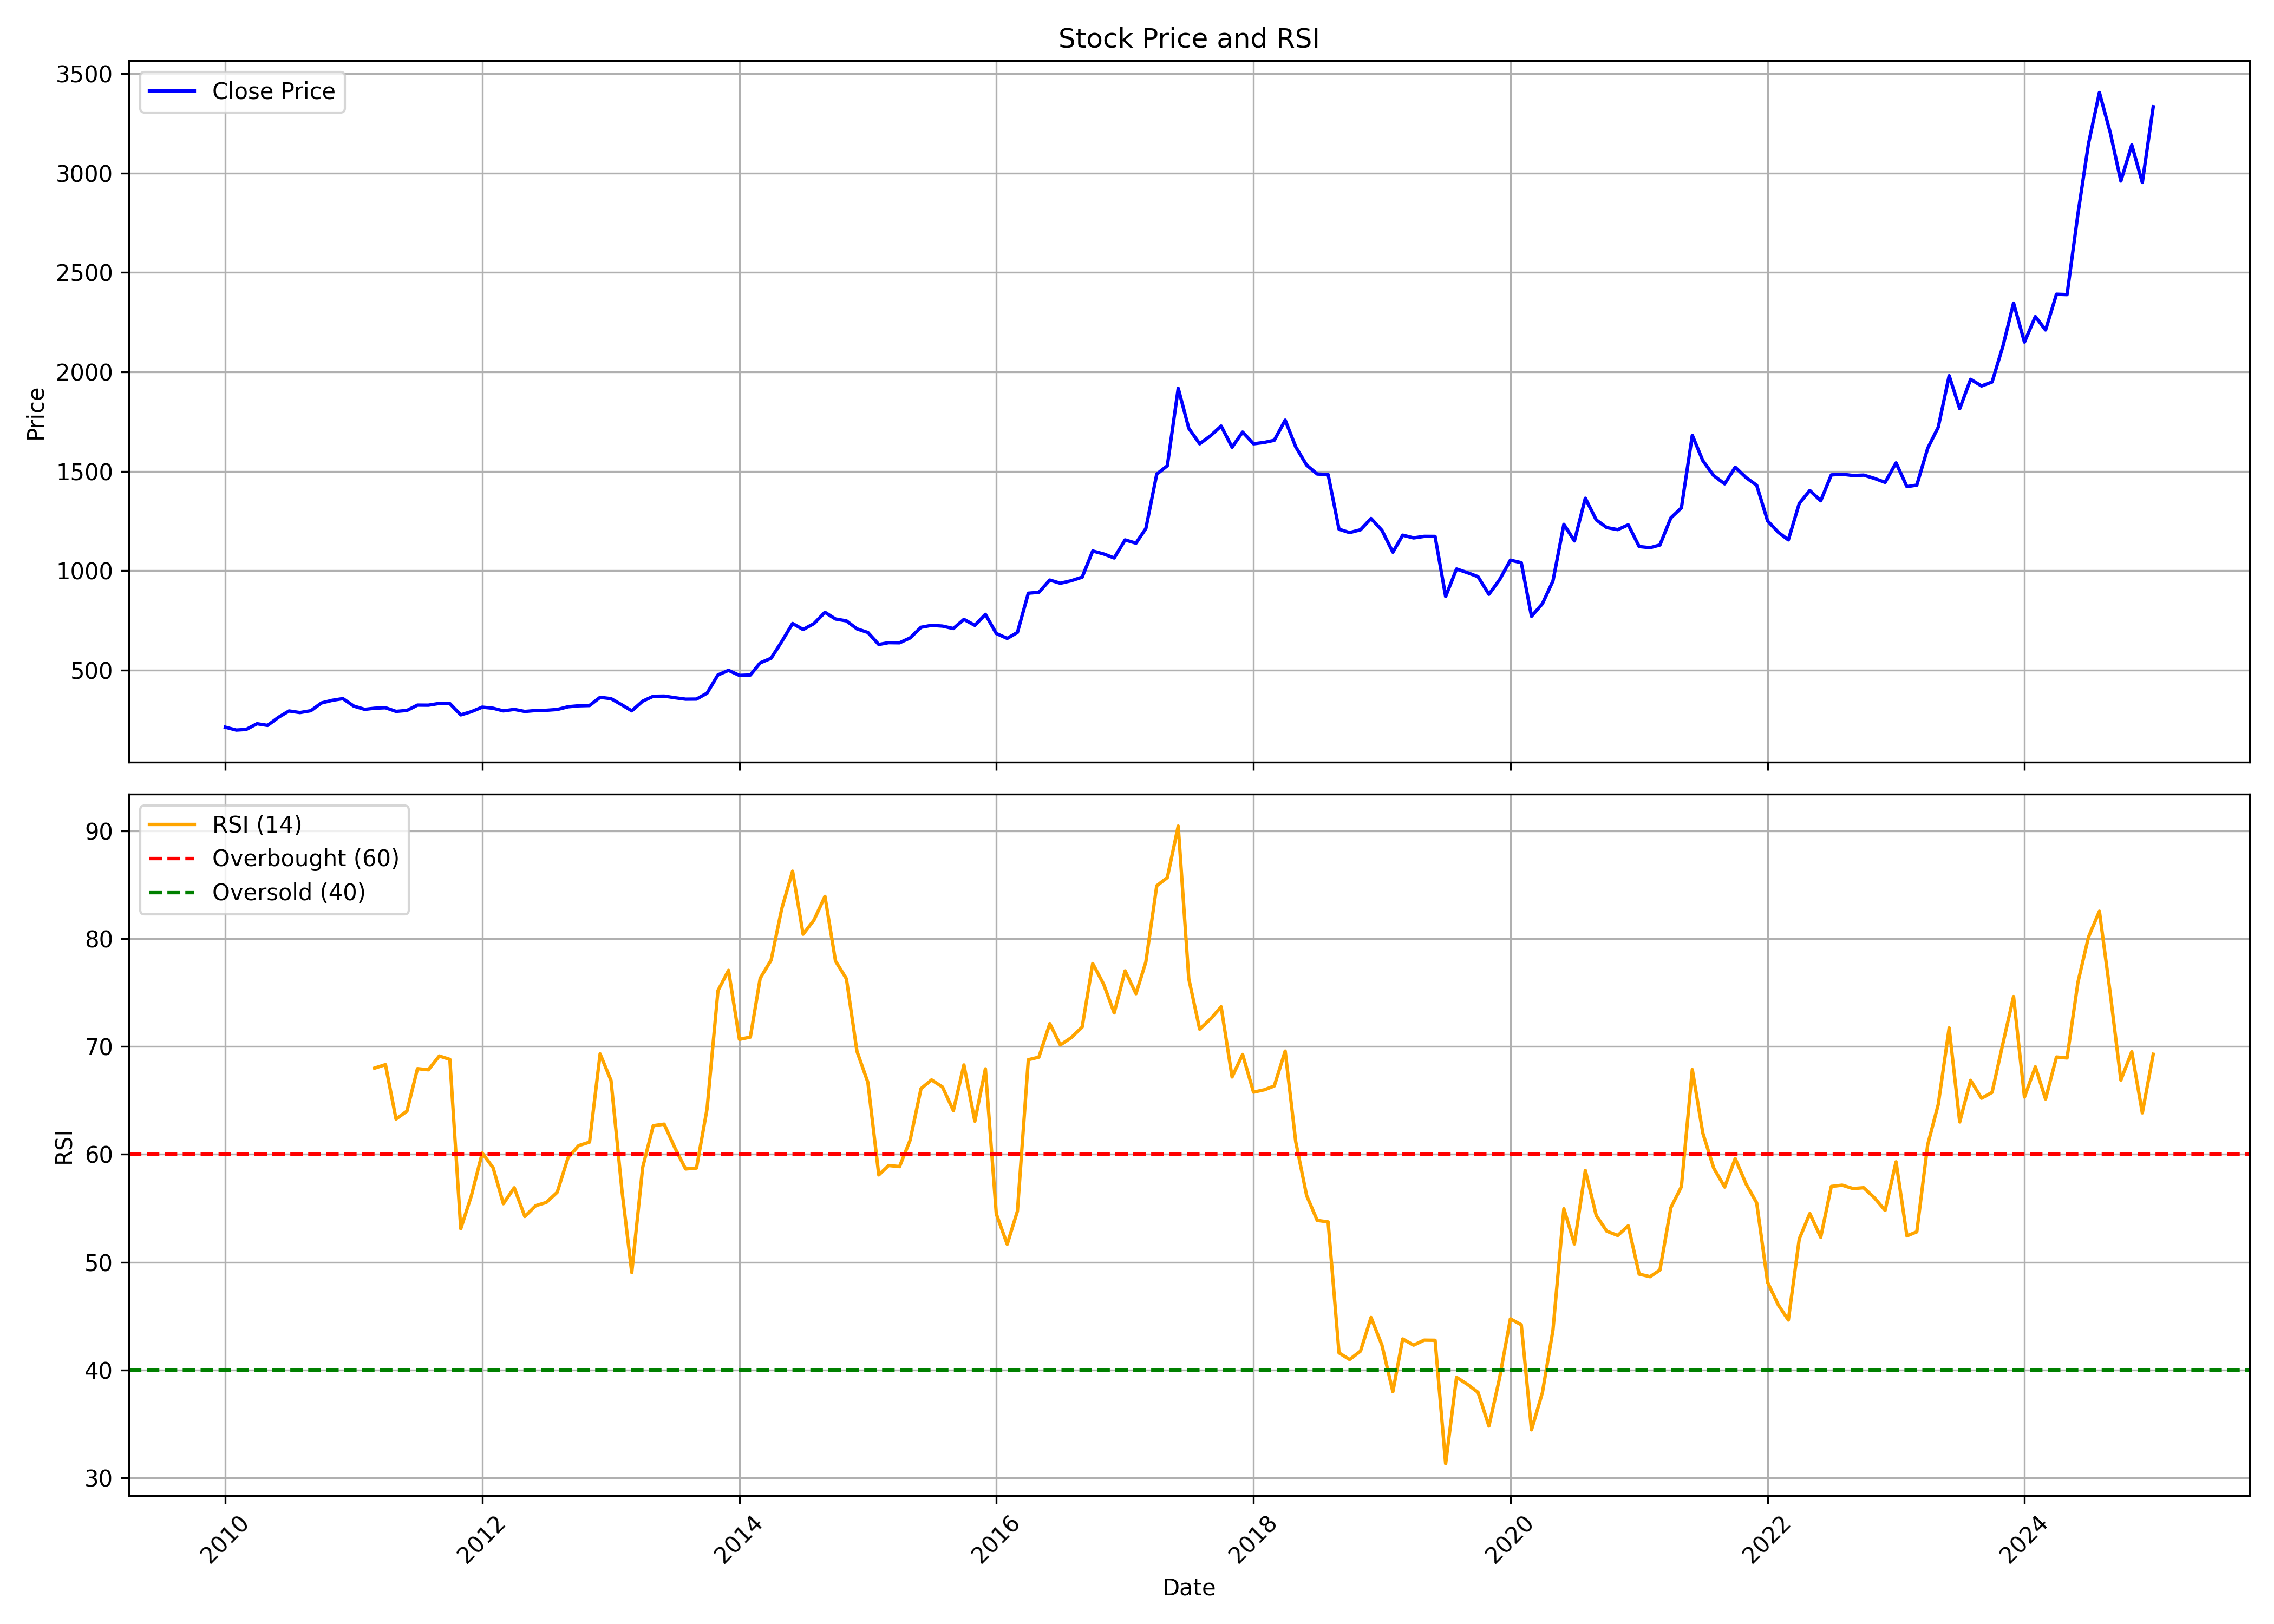 Stock Price and RSI
3500
3000
2500
2000
1500
1000
500
Price
Close Price
90
80
70
60
50
40
30
RSI
RSI (14)
Overbought (60)
Oversold (40)
2010
2012
2014
2016
2018
2020
2022
2024
Date